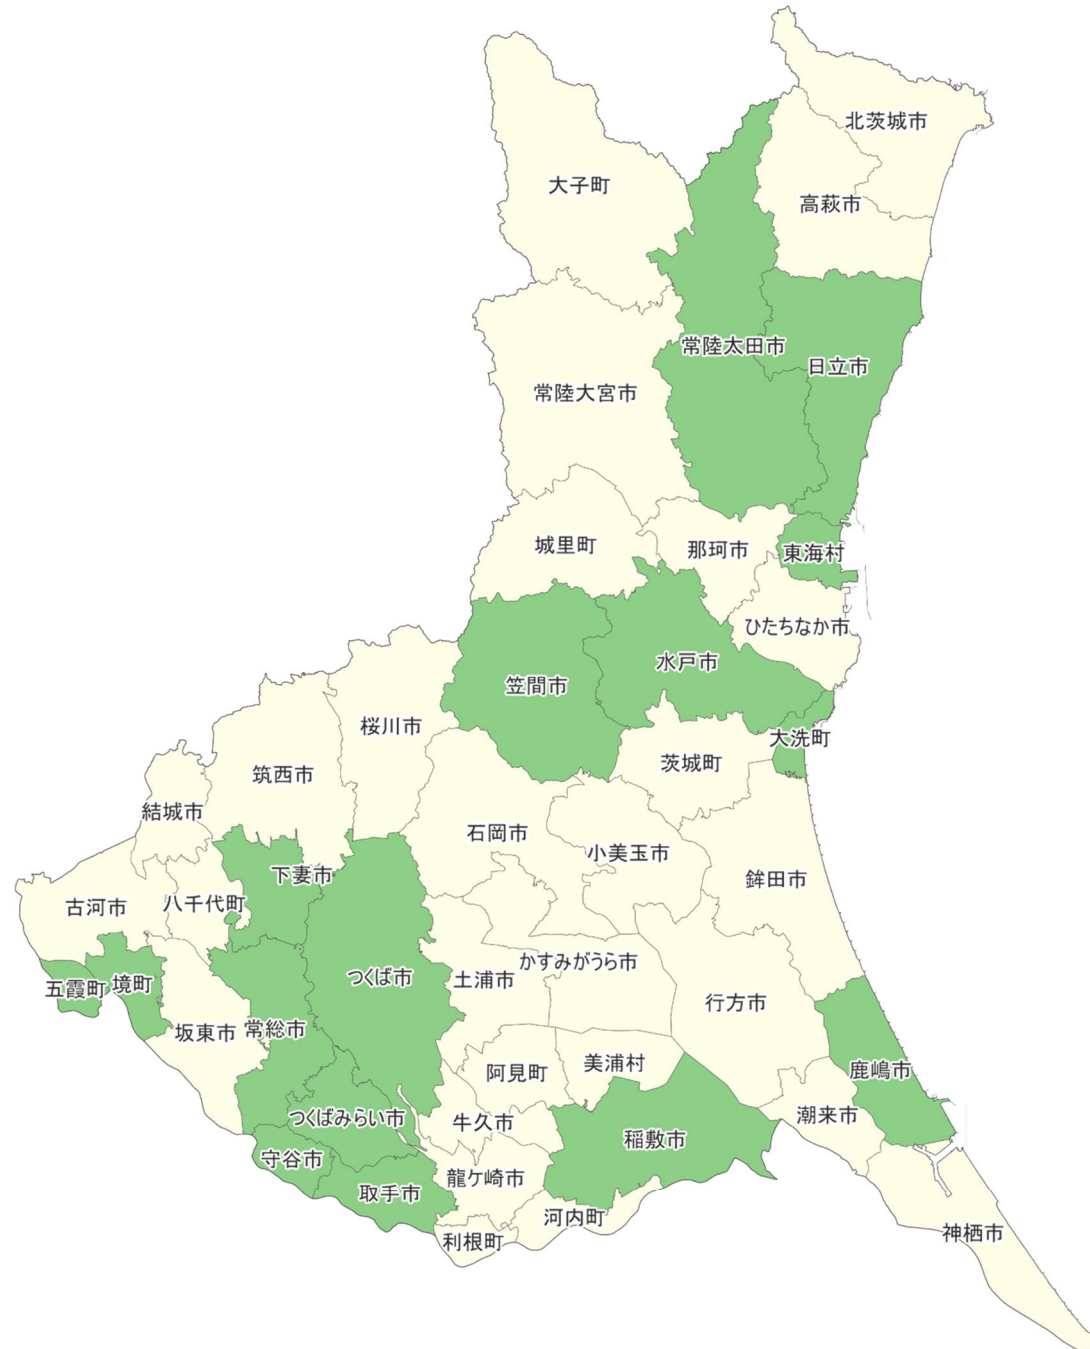 北茨城市
大子町
高萩市
常陸太田市
日立市
常陸大宮市
城里町
那珂市
東海村
ひたちなか市
水戸市
笠間市
桜川市
大洗町
茨城町
筑西市
結城市
石岡市
小美玉市
下妻市
鉾田市
八千代町
古河市
かすみがうら市
つくば市
土浦市
境町
五霞町
行方市
常総市
坂東市
美浦村
鹿嶋市
阿見町
潮来市
つくばみらい市
牛久市
稲敷市
守谷市
龍ケ崎市
取手市
河内町
神栖市
利根町